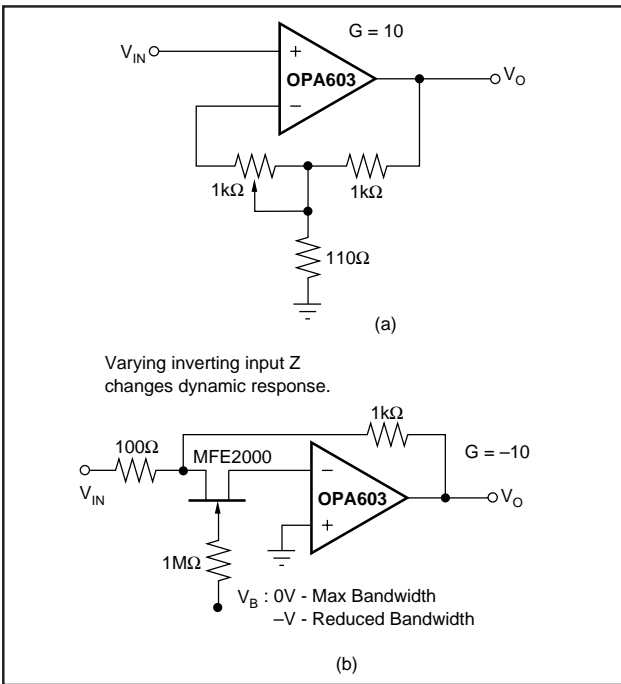 G = 10
V_IN
+
OPA603
–
V_O
1kΩ
1kΩ
110Ω
(a)
Varying inverting input Z
changes dynamic response.
1kΩ
G = –10
100Ω
MFE2000
V_IN
–
OPA603
+
V_O
1MΩ
V_B : 0V - Max Bandwidth
–V - Reduced Bandwidth
(b)